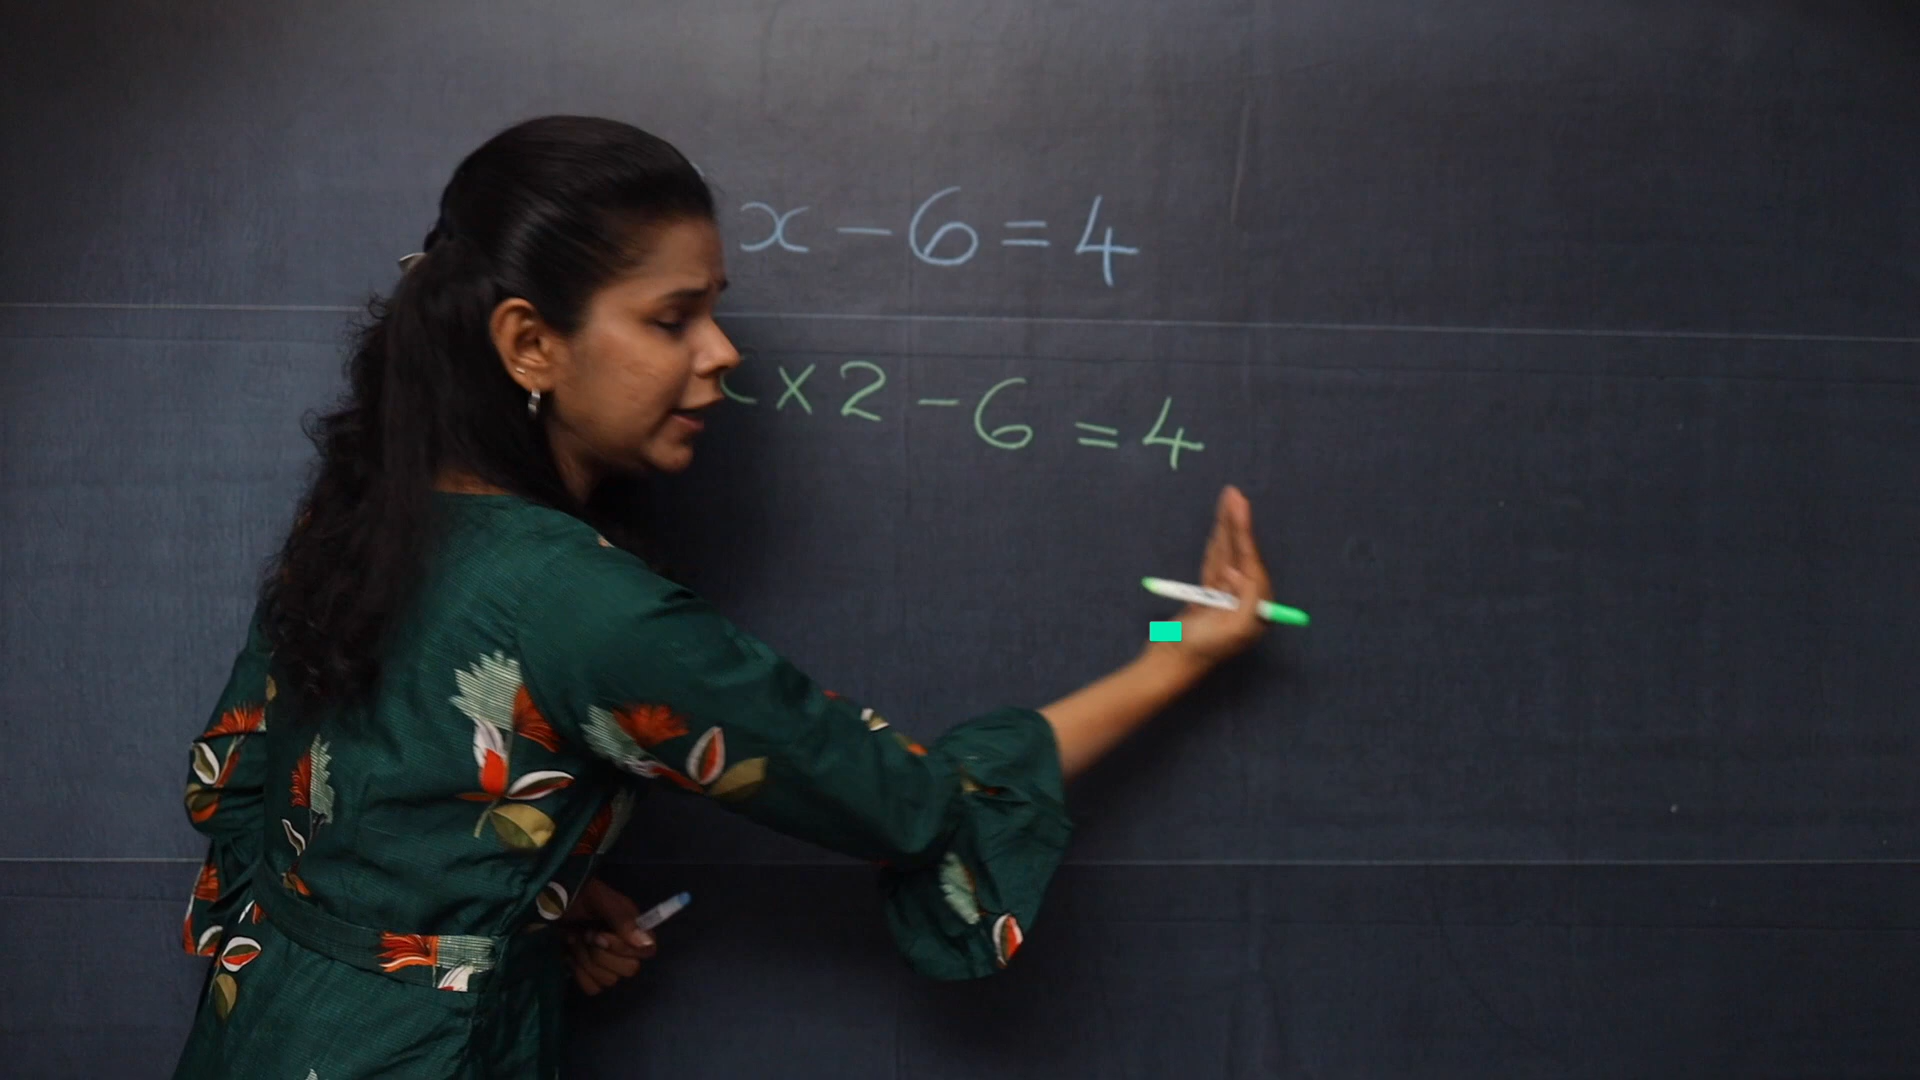 x - 6 = 4
x × 2 - 6 = 4